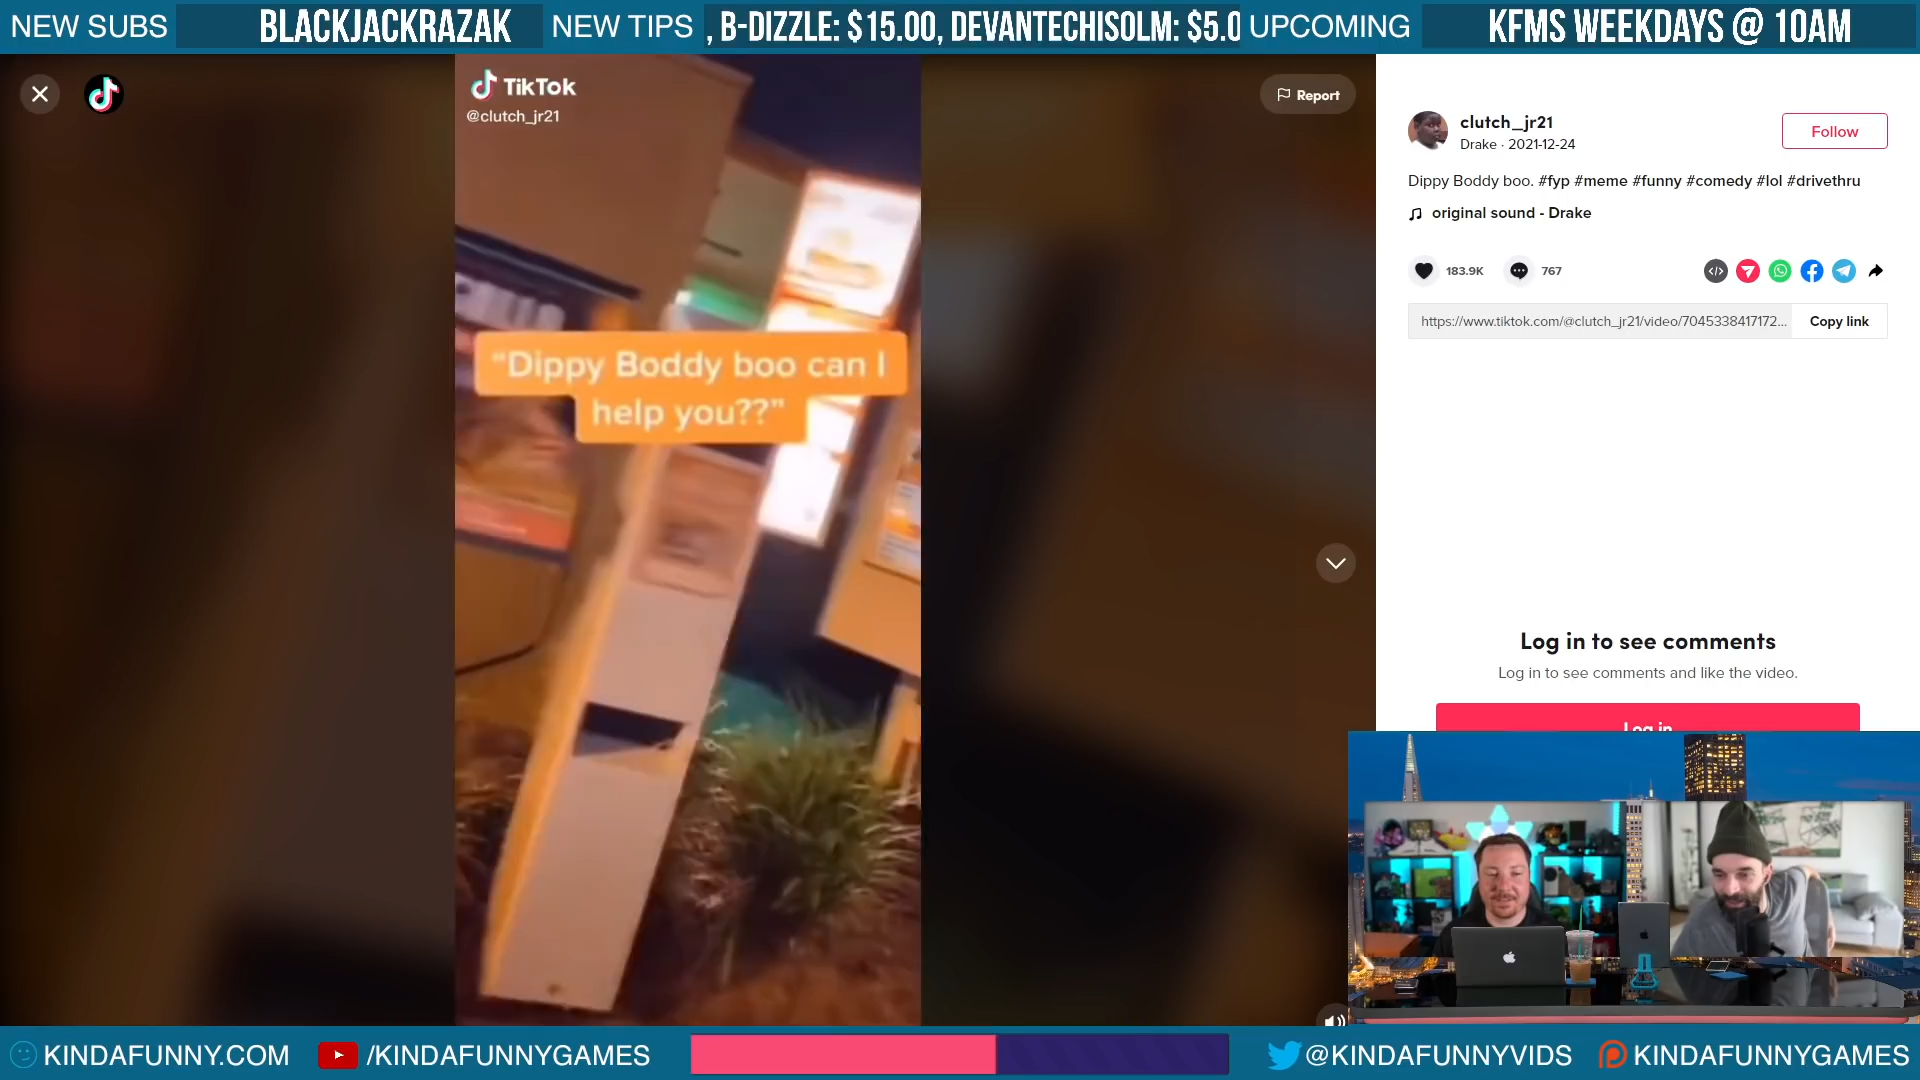 NEW SUBS
BLACKJACKRAZAK
NEW TIPS
, B-DIZZLE: $15.00, DEVANTECHISOLM: $5.0
UPCOMING
KFMS WEEKDAYS @ 10AM
TikTok
@clutch_jr21
Report
"Dippy Boddy boo can I
help you??"
clutch_jr21
Drake · 2021-12-24
Follow
Dippy Boddy boo. #fyp #meme #funny #comedy #lol #drivethru
original sound - Drake
183.9K
767
https://www.tiktok.com/@clutch_jr21/video/7045338417172...
Copy link
Log in to see comments
Log in to see comments and like the video.
Log in
KINDAFUNNY.COM
/KINDAFUNNYGAMES
@KINDAFUNNYVIDS
KINDAFUNNYGAMES